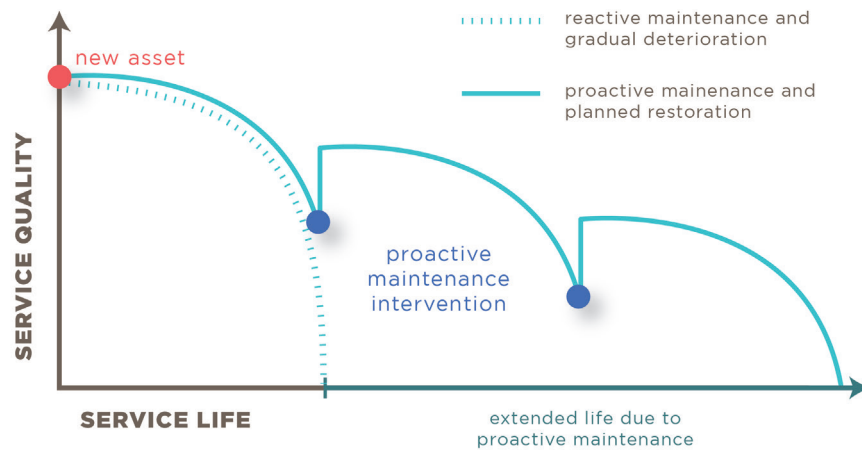 reactive maintenance and
gradual deterioration
new asset
proactive mainenance and
planned restoration
SERVICE QUALITY
proactive
maintenance
intervention
SERVICE LIFE
extended life due to
proactive maintenance